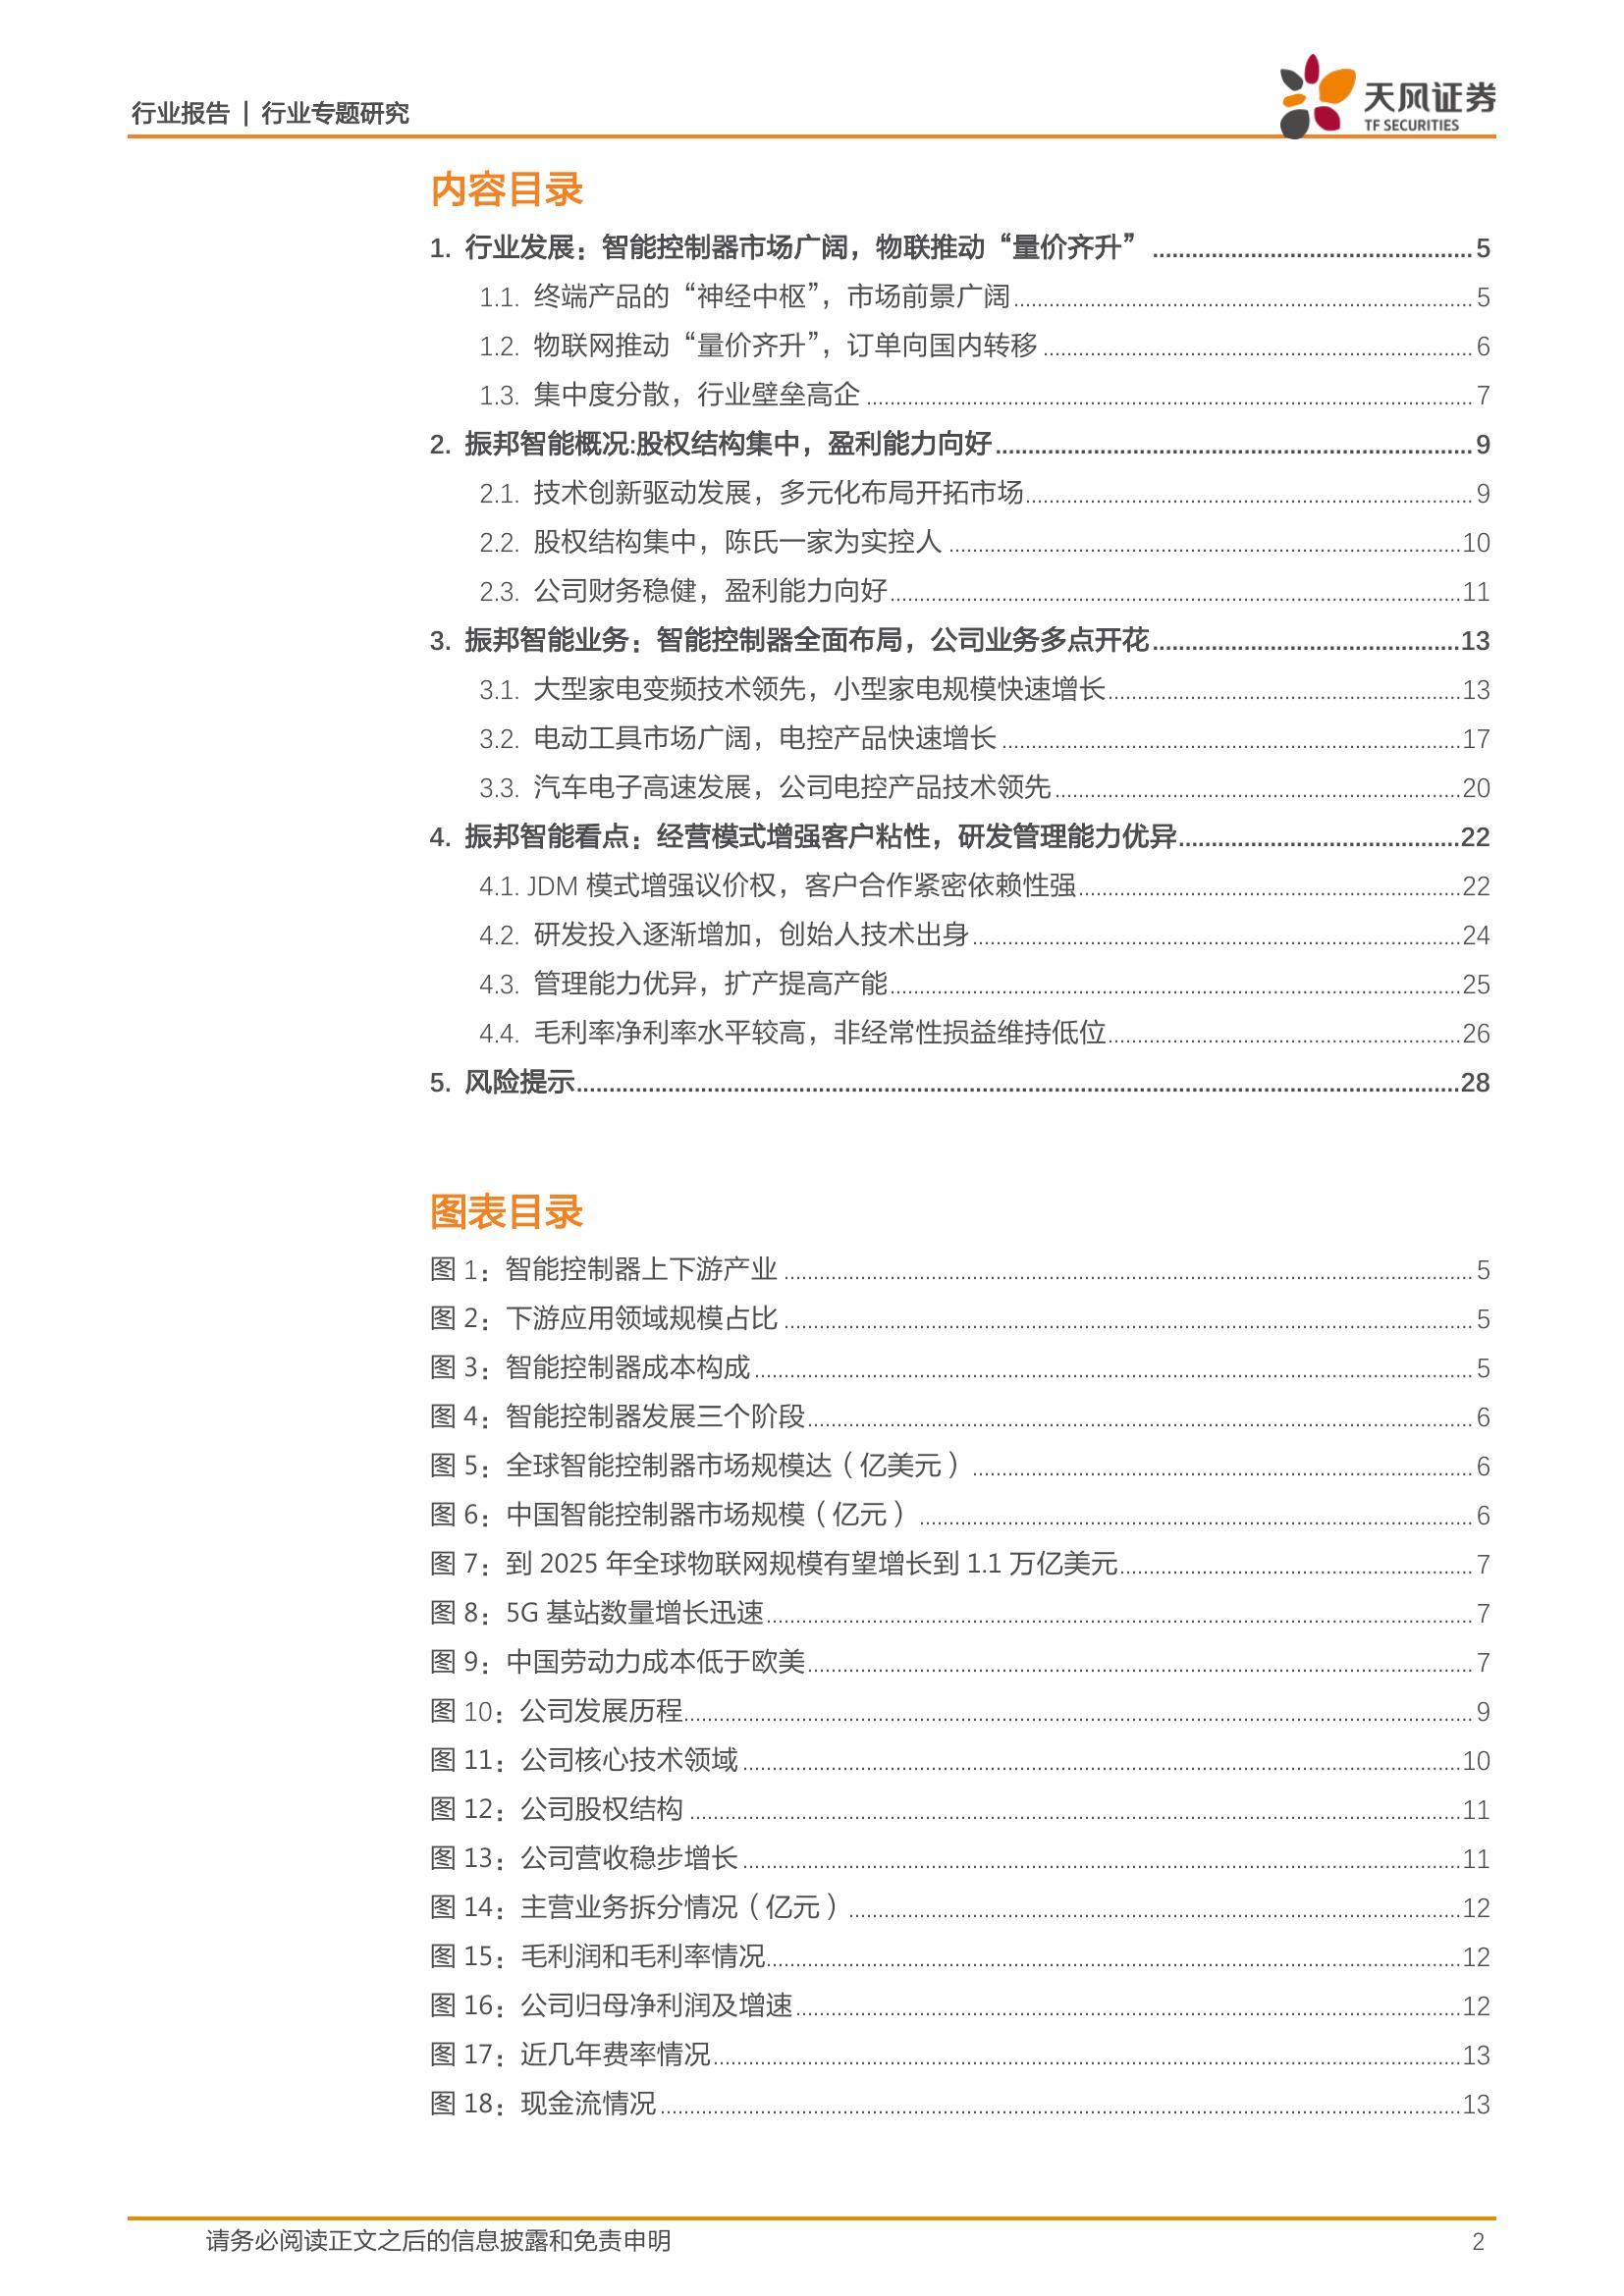 行业报告 | 行业专题研究
天风证券
TF SECURITIES
内容目录
1. 行业发展：智能控制器市场广阔，物联推动“量价齐升” 5
1.1. 终端产品的“神经中枢”，市场前景广阔 5
1.2. 物联网推动“量价齐升”，订单向国内转移 6
1.3. 集中度分散，行业壁垒高企 7
2. 振邦智能概况:股权结构集中，盈利能力向好 9
2.1. 技术创新驱动发展，多元化布局开拓市场 9
2.2. 股权结构集中，陈氏一家为实控人 10
2.3. 公司财务稳健，盈利能力向好 11
3. 振邦智能业务：智能控制器全面布局，公司业务多点开花 13
3.1. 大型家电变频技术领先，小型家电规模快速增长 13
3.2. 电动工具市场广阔，电控产品快速增长 17
3.3. 汽车电子高速发展，公司电控产品技术领先 20
4. 振邦智能看点：经营模式增强客户粘性，研发管理能力优异 22
4.1. JDM 模式增强议价权，客户合作紧密依赖性强 22
4.2. 研发投入逐渐增加，创始人技术出身 24
4.3. 管理能力优异，扩产提高产能 25
4.4. 毛利率净利率水平较高，非经常性损益维持低位 26
5. 风险提示 28
图表目录
图 1：智能控制器上下游产业 5
图 2：下游应用领域规模占比 5
图 3：智能控制器成本构成 5
图 4：智能控制器发展三个阶段 6
图 5：全球智能控制器市场规模达（亿美元） 6
图 6：中国智能控制器市场规模（亿元） 6
图 7：到 2025 年全球物联网规模有望增长到 1.1 万亿美元 7
图 8：5G 基站数量增长迅速 7
图 9：中国劳动力成本低于欧美 7
图 10：公司发展历程 9
图 11：公司核心技术领域 10
图 12：公司股权结构 11
图 13：公司营收稳步增长 11
图 14：主营业务拆分情况（亿元） 12
图 15：毛利润和毛利率情况 12
图 16：公司归母净利润及增速 12
图 17：近几年费率情况 13
图 18：现金流情况 13
请务必阅读正文之后的信息披露和免责申明 2